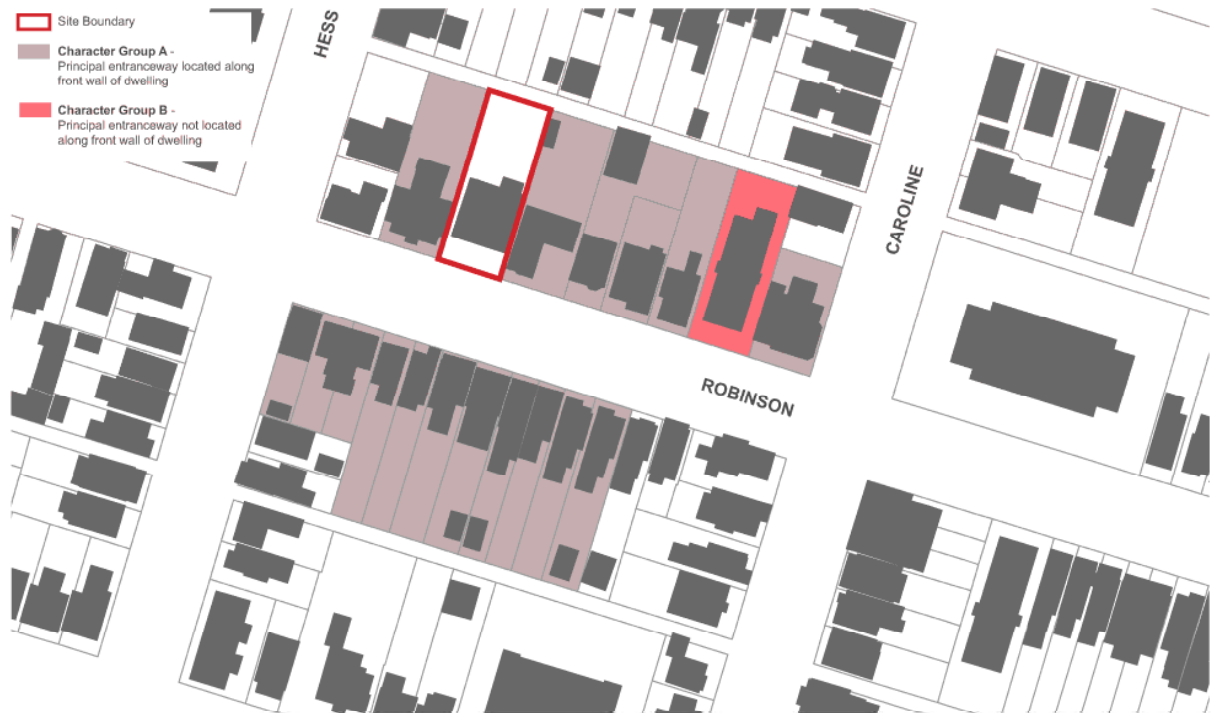 Site Boundary
Character Group A -
Principal entranceway located along
front wall of dwelling
Character Group B -
Principal entranceway not located
along front wall of dwelling
HESS
CAROLINE
ROBINSON